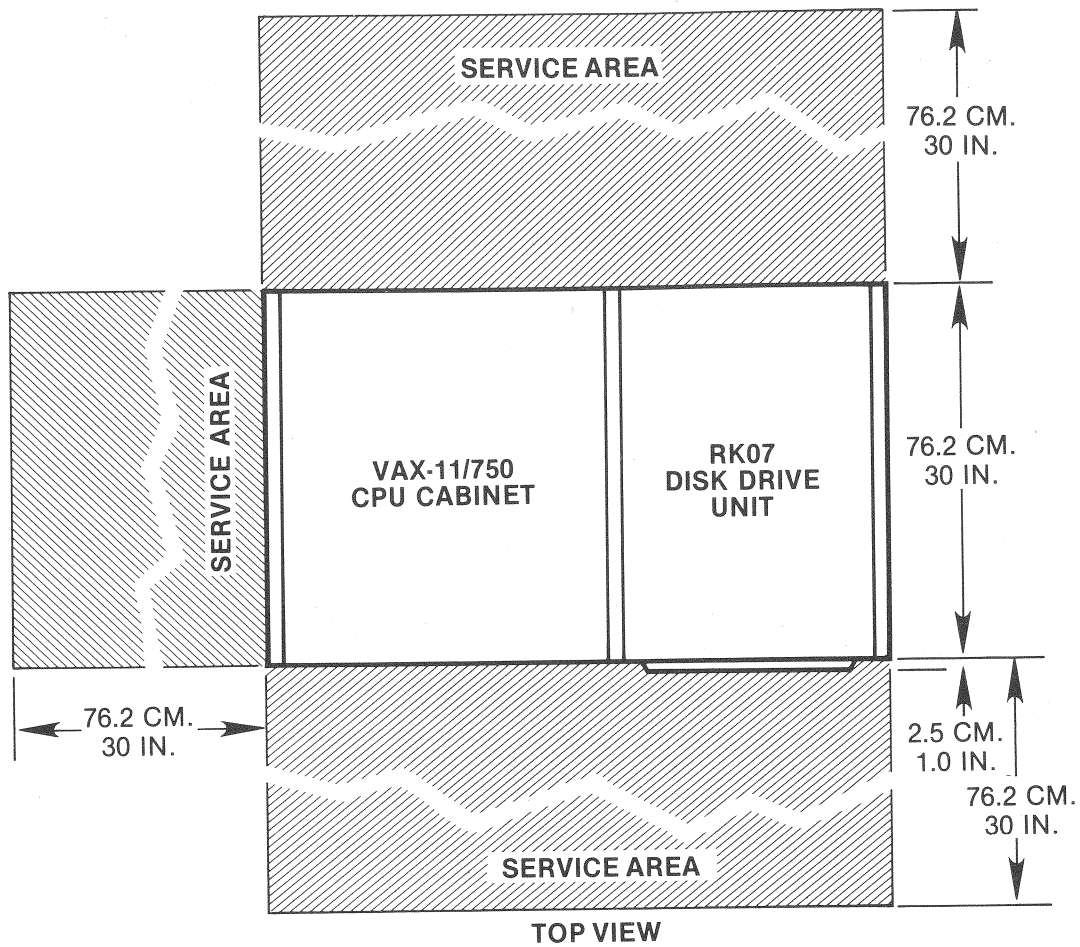 SERVICE AREA
76.2 CM.
30 IN.
SERVICE AREA
VAX-11/750
CPU CABINET
RK07
DISK DRIVE
UNIT
76.2 CM.
30 IN.
76.2 CM.
30 IN.
2.5 CM.
1.0 IN.
76.2 CM.
30 IN.
SERVICE AREA
TOP VIEW